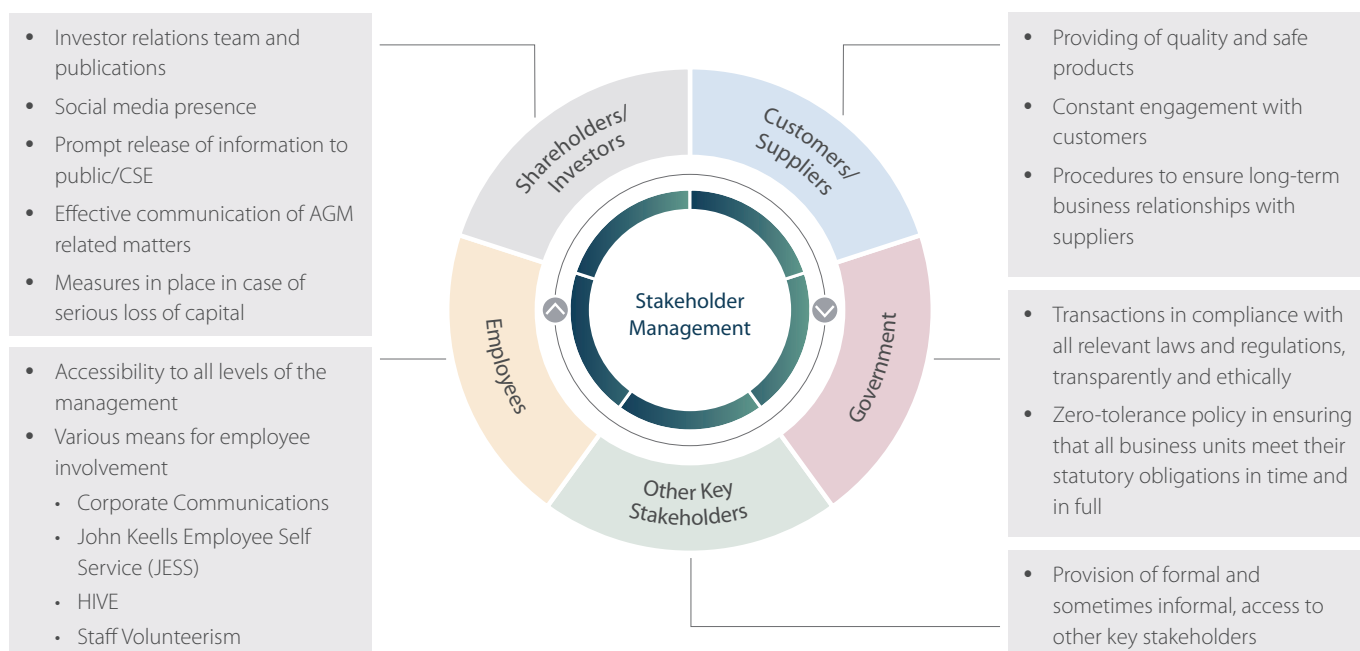 • Investor relations team and
publications
• Social media presence
• Prompt release of information to
public/CSE
• Effective communication of AGM
related matters
• Measures in place in case of
serious loss of capital
• Accessibility to all levels of the
management
• Various means for employee
involvement
• Corporate Communications
• John Keells Employee Self
Service (JESS)
• HIVE
• Staff Volunteerism
Shareholders/
Investors
Customers/
Suppliers
Employees
Stakeholder
Management
Government
Other Key
Stakeholders
• Providing of quality and safe
products
• Constant engagement with
customers
• Procedures to ensure long-term
business relationships with
suppliers
• Transactions in compliance with
all relevant laws and regulations,
transparently and ethically
• Zero-tolerance policy in ensuring
that all business units meet their
statutory obligations in time and
in full
• Provision of formal and
sometimes informal, access to
other key stakeholders